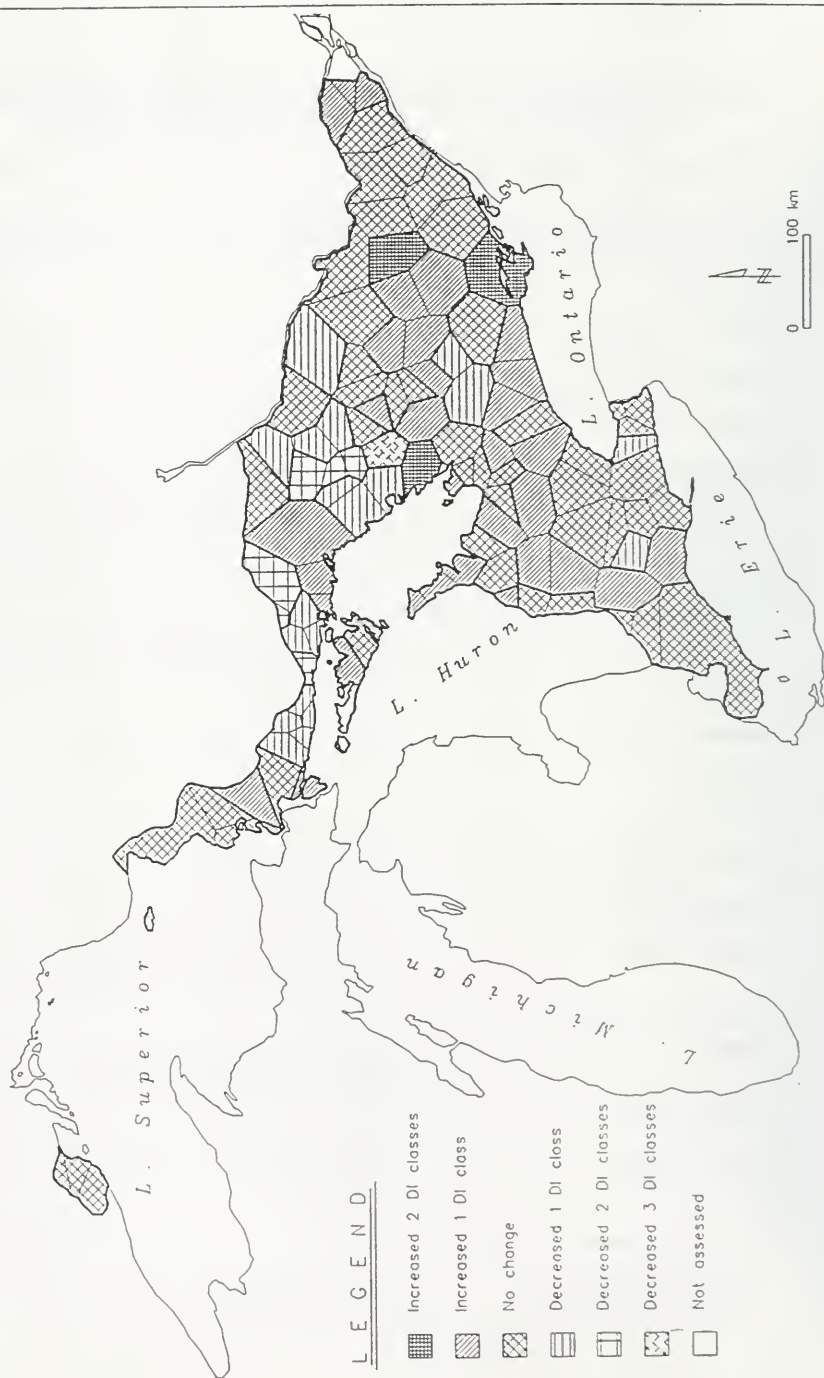 L. Superior
L. Michigan
L. Huron
L. Erie
L. Ontario
N
0 100 km
LEGEND
Increased 2 DI classes
Increased 1 DI class
No change
Decreased 1 DI class
Decreased 2 DI classes
Decreased 3 DI classes
Not assessed